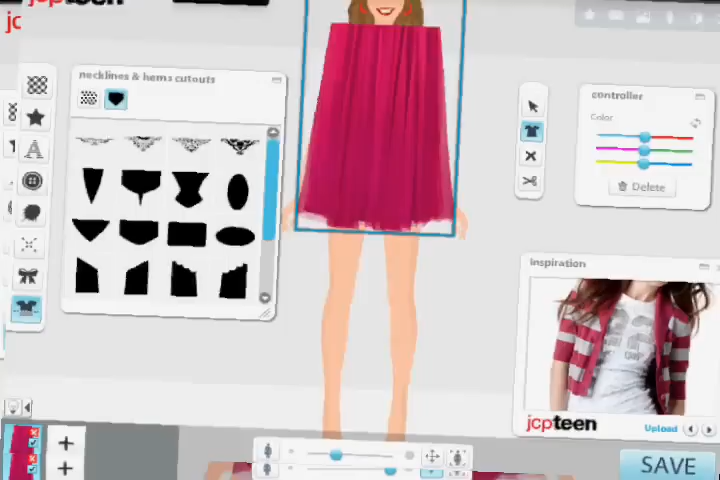 jcpteen
jc
necklines & hems cutouts
controller
Color
Delete
Inspiration
jcpteen
Upload
SAVE